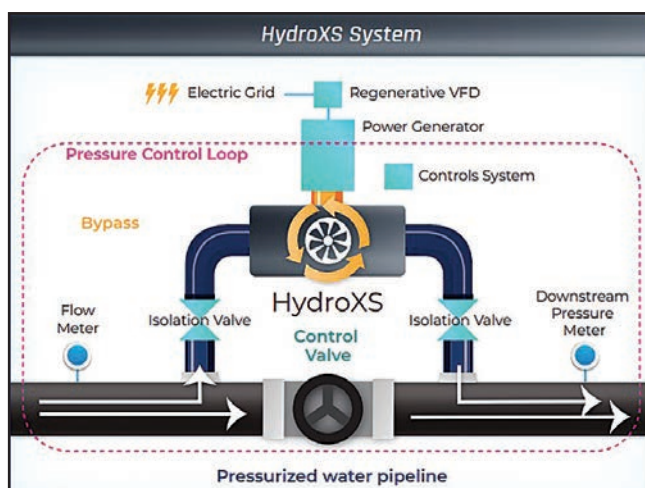 HydroXS System
Electric Grid
Regenerative VFD
Power Generator
Pressure Control Loop
Controls System
Bypass
HydroXS
Flow
Meter
Isolation Valve
Control
Valve
Isolation Valve
Downstream
Pressure
Meter
Pressurized water pipeline